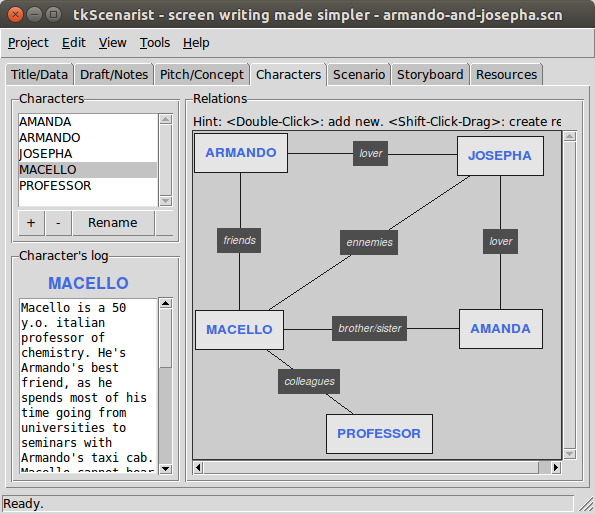 tkScenarist - screen writing made simpler - armando-and-josepha.scn
Project Edit View Tools Help
Title/Data Draft/Notes Pitch/Concept Characters Scenario Storyboard Resources
Characters
AMANDA
ARMANDO
JOSEPHA
MACELLO
PROFESSOR
+ - Rename
Character's log
MACELLO
Macello is a 50
y.o. italian
professor of
chemistry. He's
Armando's best
friend, as he
spends most of his
time going from
universities to
seminars with
Armando's taxi cab.
Macello cannot bear
Relations
Hint: <Double-Click>: add new. <Shift-Click-Drag>: create re
ARMANDO
lover
JOSEPHA
friends
ennemies
lover
MACELLO
brother/sister
AMANDA
colleagues
PROFESSOR
Ready.